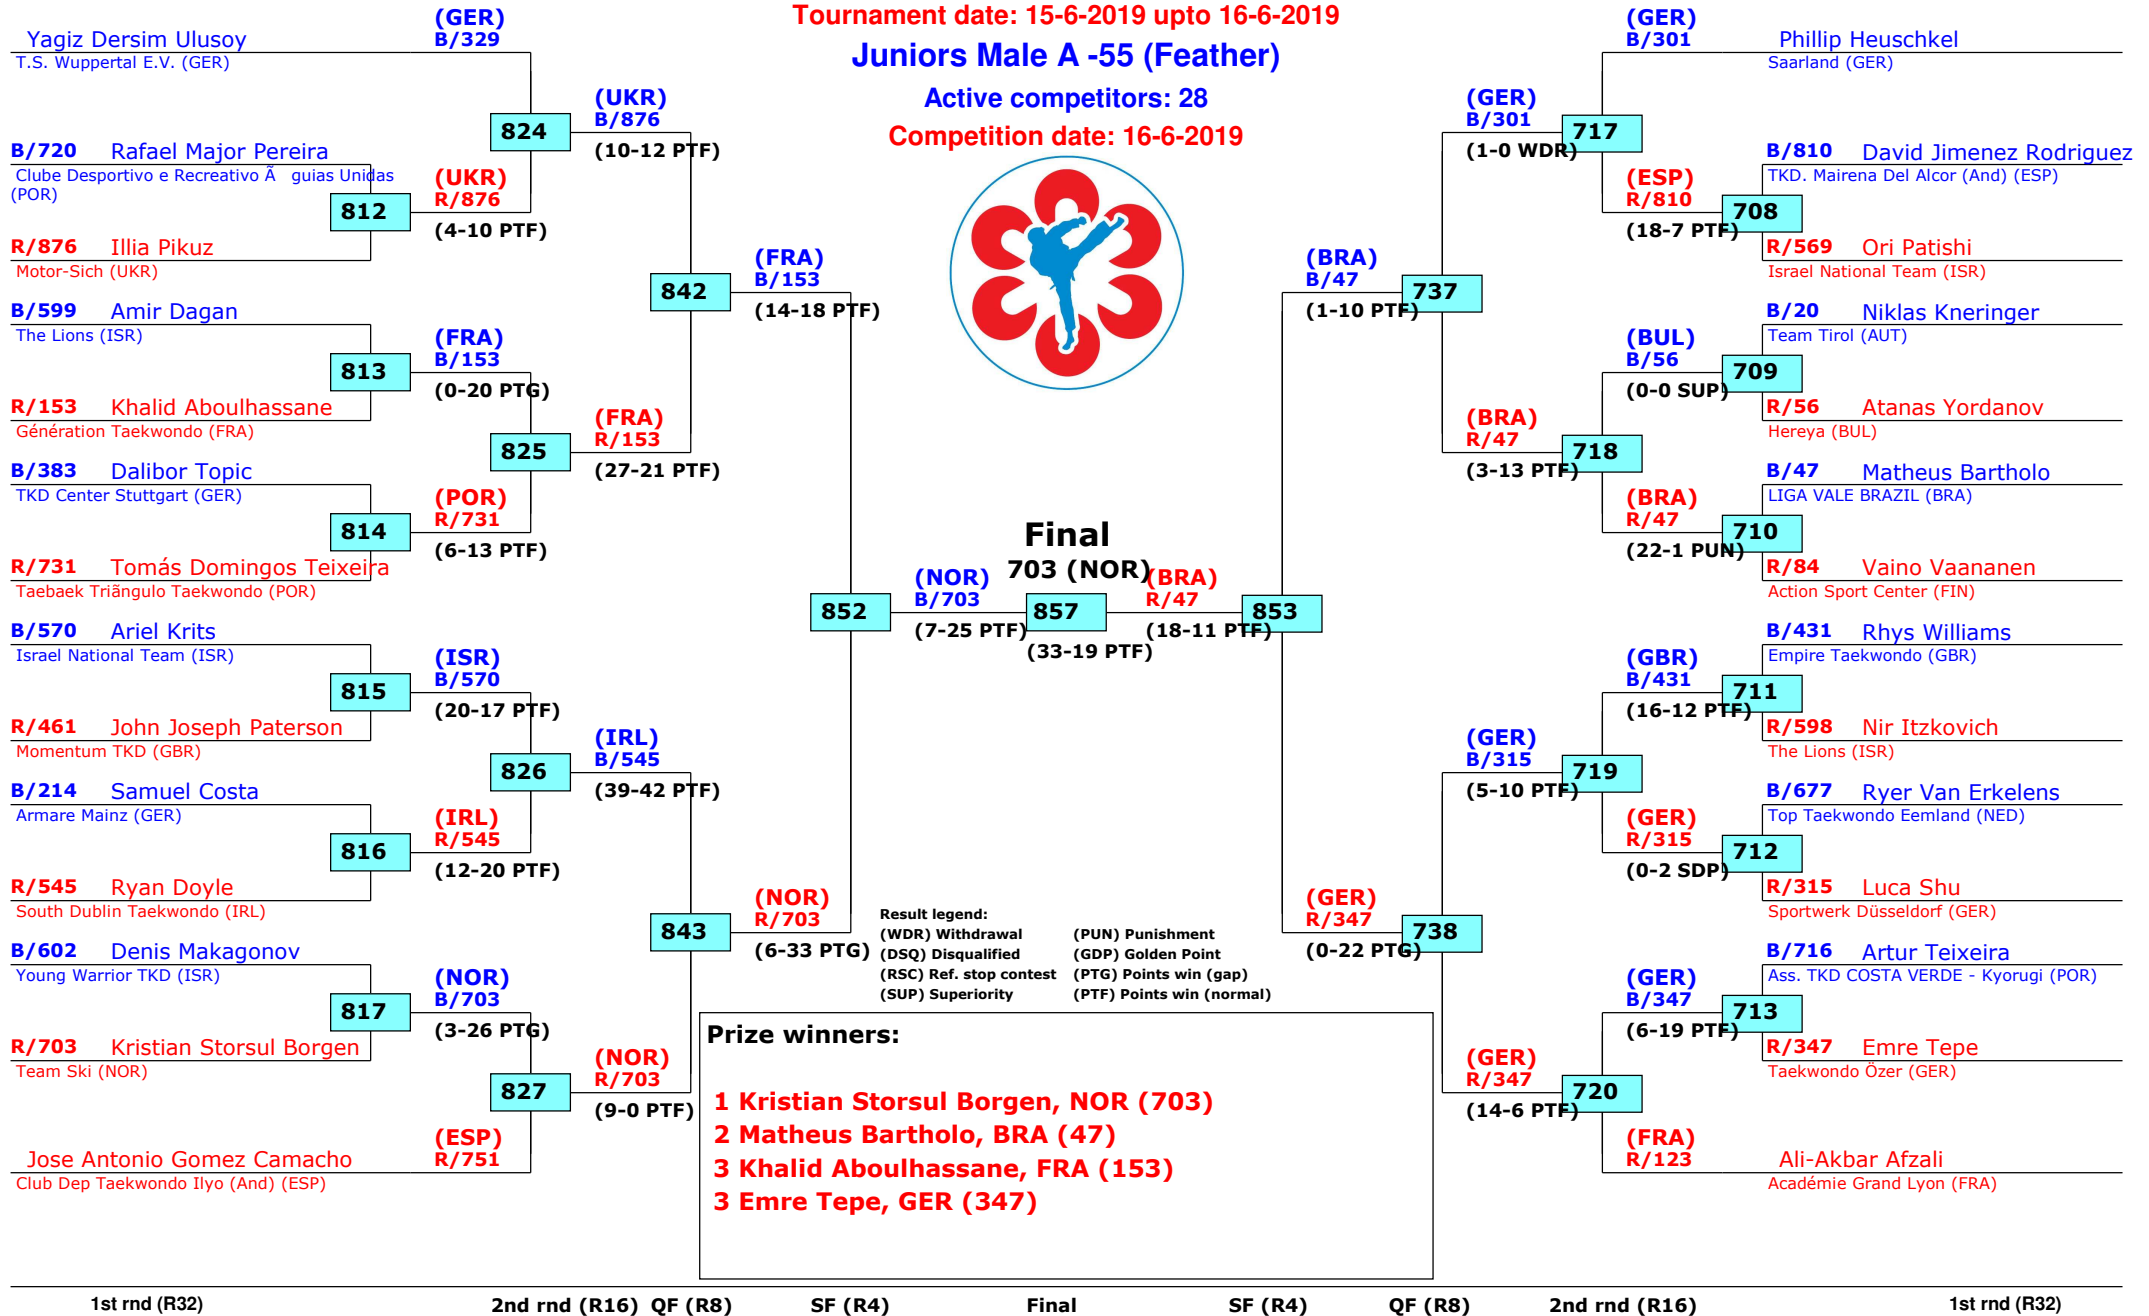 Tournament date: 15-6-2019 upto 16-6-2019
Juniors Male A -55 (Feather)
Active competitors: 28
Competition date: 16-6-2019
(GER)
Yagiz Dersim Ulusoy B/329
T.S. Wuppertal E.V. (GER)
824
(UKR)
B/876
(10-12 PTF)
B/720 Rafael Major Pereira
Clube Desportivo e Recreativo Ã guias Unidas
(POR)
812
(UKR)
R/876
(4-10 PTF)
R/876 Illia Pikuz
Motor-Sich (UKR)
842
(FRA)
B/153
(14-18 PTF)
B/599 Amir Dagan
The Lions (ISR)
813
(FRA)
B/153
(0-20 PTG)
R/153 Khalid Aboulhassane
Génération Taekwondo (FRA)
825
(FRA)
R/153
(27-21 PTF)
B/383 Dalibor Topic
TKD Center Stuttgart (GER)
814
(POR)
R/731
(6-13 PTF)
R/731 Tomás Domingos Teixeira
Taebaek Triãngulo Taekwondo (POR)
852
(NOR)
B/703
(7-25 PTF)
B/570 Ariel Krits
Israel National Team (ISR)
815
(ISR)
B/570
(20-17 PTF)
R/461 John Joseph Paterson
Momentum TKD (GBR)
826
(IRL)
B/545
(39-42 PTF)
B/214 Samuel Costa
Armare Mainz (GER)
816
(IRL)
R/545
(12-20 PTF)
R/545 Ryan Doyle
South Dublin Taekwondo (IRL)
843
(NOR)
R/703
(6-33 PTG)
B/602 Denis Makagonov
Young Warrior TKD (ISR)
817
(NOR)
B/703
(3-26 PTG)
R/703 Kristian Storsul Borgen
Team Ski (NOR)
827
(NOR)
R/703
(9-0 PTF)
(ESP)
Jose Antonio Gomez Camacho R/751
Club Dep Taekwondo Ilyo (And) (ESP)
Final
703 (NOR)
857
(33-19 PTF)
(BRA)
R/47
(18-11 PTF)
853
(GER)
B/301 Phillip Heuschkel
Saarland (GER)
(GER)
B/301
(1-0 WDR)
717
B/810 David Jimenez Rodriguez
TKD. Mairena Del Alcor (And) (ESP)
(ESP)
R/810
(18-7 PTF)
708
R/569 Ori Patishi
Israel National Team (ISR)
(BRA)
B/47
(1-10 PTF)
737
B/20 Niklas Kneringer
Team Tirol (AUT)
(BUL)
B/56
(0-0 SUP)
709
R/56 Atanas Yordanov
Hereya (BUL)
(BRA)
R/47
(3-13 PTF)
718
B/47 Matheus Bartholo
LIGA VALE BRAZIL (BRA)
(BRA)
R/47
(22-1 PUN)
710
R/84 Vaino Vaananen
Action Sport Center (FIN)
B/431 Rhys Williams
Empire Taekwondo (GBR)
(GBR)
B/431
(16-12 PTF)
711
R/598 Nir Itzkovich
The Lions (ISR)
(GER)
B/315
(5-10 PTF)
719
B/677 Ryer Van Erkelens
Top Taekwondo Eemland (NED)
(GER)
R/315
(0-2 SDP)
712
R/315 Luca Shu
Sportwerk Düsseldorf (GER)
(GER)
R/347
(0-22 PTG)
738
B/716 Artur Teixeira
Ass. TKD COSTA VERDE - Kyorugi (POR)
(GER)
B/347
(6-19 PTF)
713
R/347 Emre Tepe
Taekwondo Özer (GER)
(GER)
R/347
(14-6 PTF)
720
(FRA)
R/123 Ali-Akbar Afzali
Académie Grand Lyon (FRA)
Result legend:
(WDR) Withdrawal (PUN) Punishment
(DSQ) Disqualified (GDP) Golden Point
(RSC) Ref. stop contest (PTG) Points win (gap)
(SUP) Superiority (PTF) Points win (normal)
Prize winners:
1 Kristian Storsul Borgen, NOR (703)
2 Matheus Bartholo, BRA (47)
3 Khalid Aboulhassane, FRA (153)
3 Emre Tepe, GER (347)
1st rnd (R32) 2nd rnd (R16) QF (R8) SF (R4) Final SF (R4) QF (R8) 2nd rnd (R16) 1st rnd (R32)